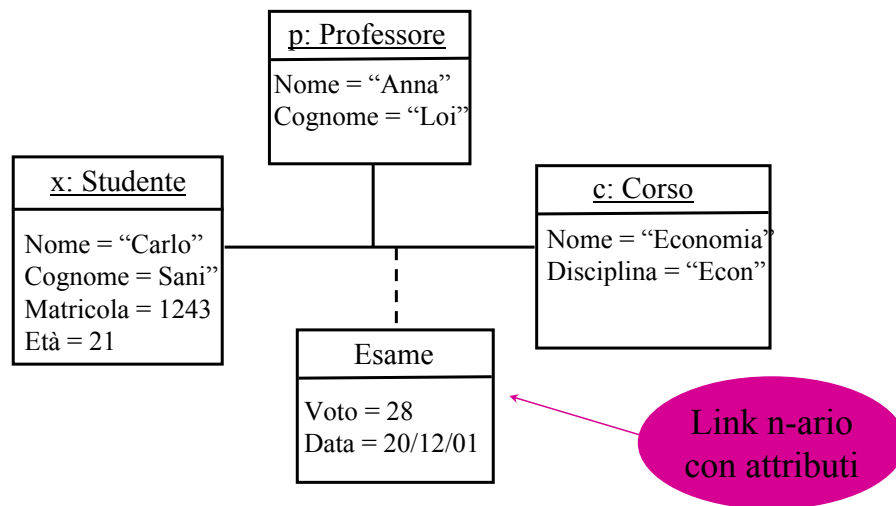 p: Professore
Nome = “Anna”
Cognome = “Loi”
x: Studente
Nome = “Carlo”
Cognome = Sani”
Matricola = 1243
Età = 21
c: Corso
Nome = “Economia”
Disciplina = “Econ”
Esame
Voto = 28
Data = 20/12/01
Link n-ario
con attributi